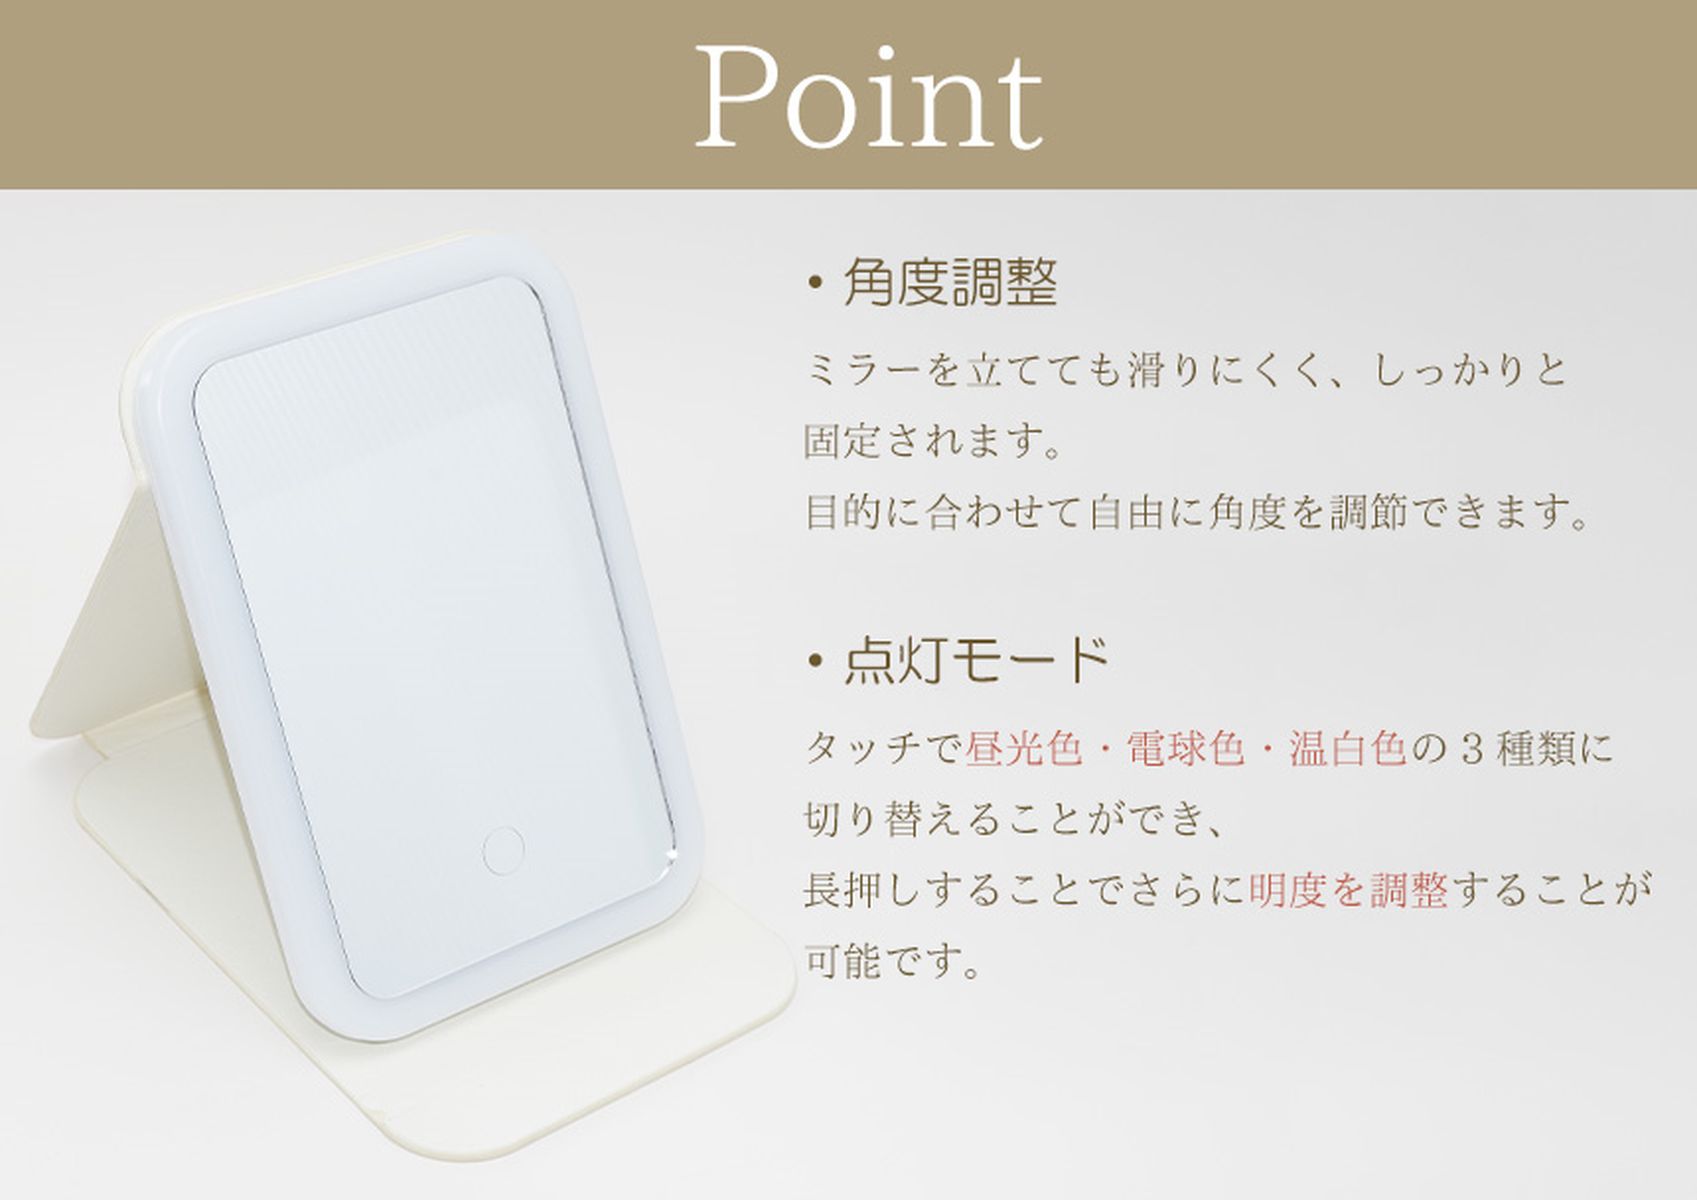 Point
・角度調整
ミラーを立てても滑りにくく、しっかりと
固定されます。
目的に合わせて自由に角度を調節できます。
・点灯モード
タッチで昼光色・電球色・温白色の3種類に
切り替えることができ、
長押しすることでさらに明度を調整することが
可能です。